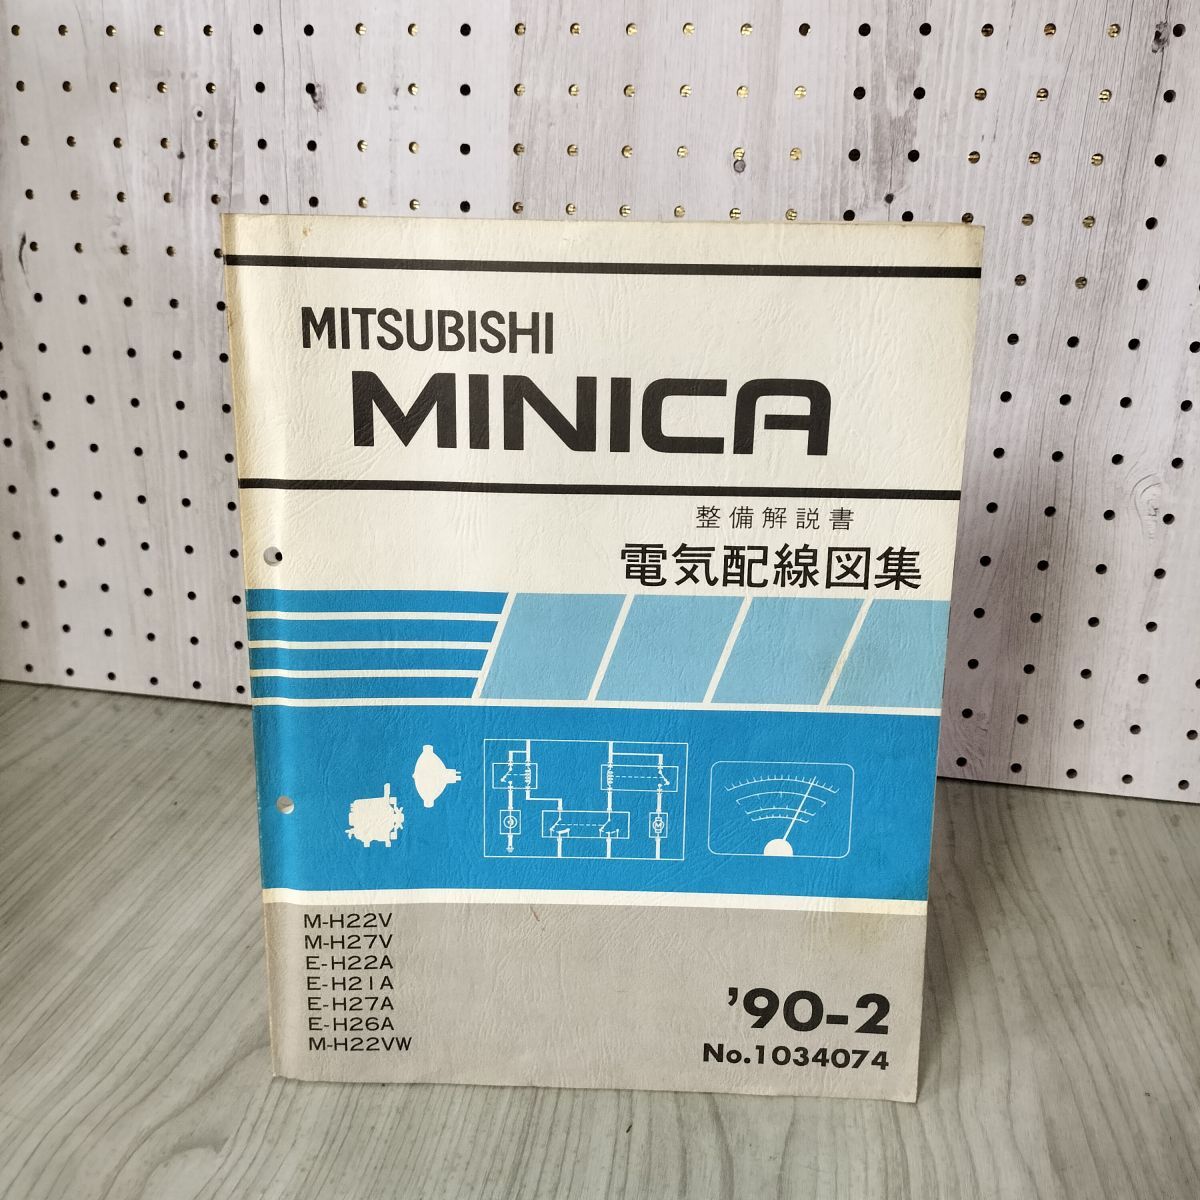 MITSUBISHI
MINICA
整備解説書
電気配線図集
M-H22V
M-H27V
E-H22A
E-H21A
E-H27A
E-H26A
M-H22VW
'90-2
No.1034074